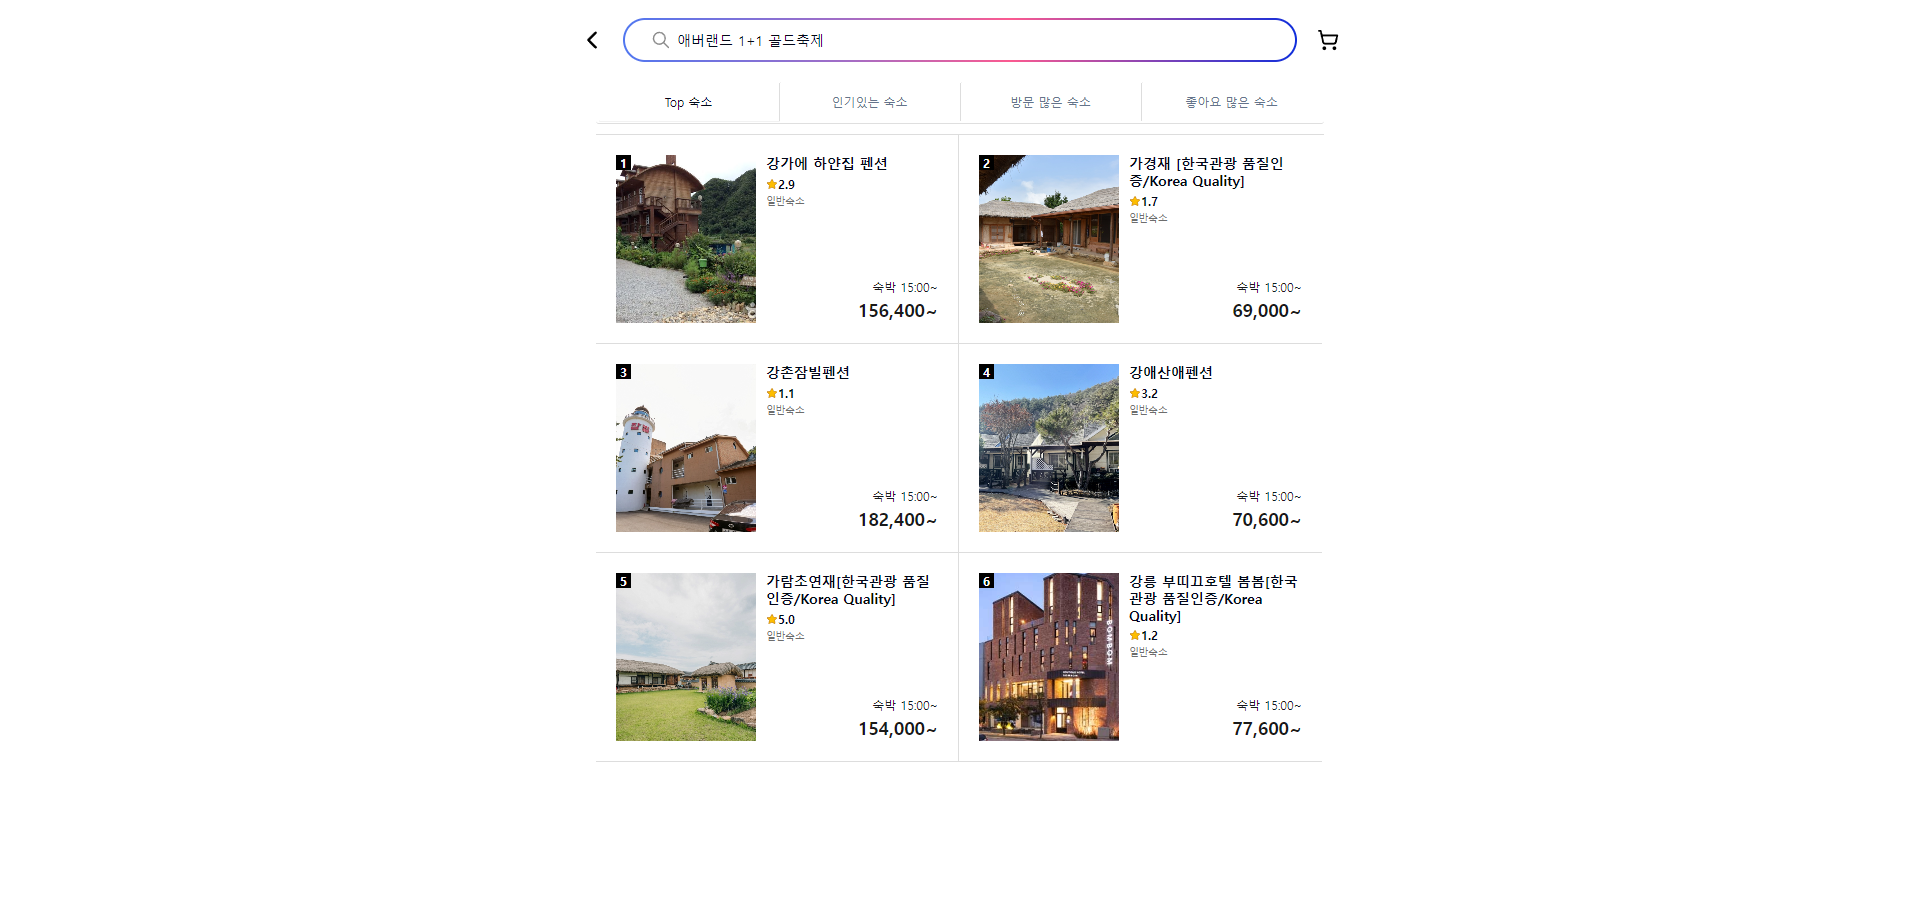 애버랜드 1+1 골드축제
Top 숙소
인기있는 숙소
방문 많은 숙소
좋아요 많은 숙소
1
강가에 하얀집 펜션
2.9
일반숙소
숙박 15:00~
156,400~
2
가경재 [한국관광 품질인
증/Korea Quality]
1.7
일반숙소
숙박 15:00~
69,000~
3
강촌잠빌펜션
1.1
일반숙소
숙박 15:00~
182,400~
4
강애산애펜션
3.2
일반숙소
숙박 15:00~
70,600~
5
가람초연재[한국관광 품질
인증/Korea Quality]
5.0
일반숙소
숙박 15:00~
154,000~
6
강릉 부띠끄호텔 봄봄[한국
관광 품질인증/Korea
Quality]
1.2
일반숙소
숙박 15:00~
77,600~
BOMBOM